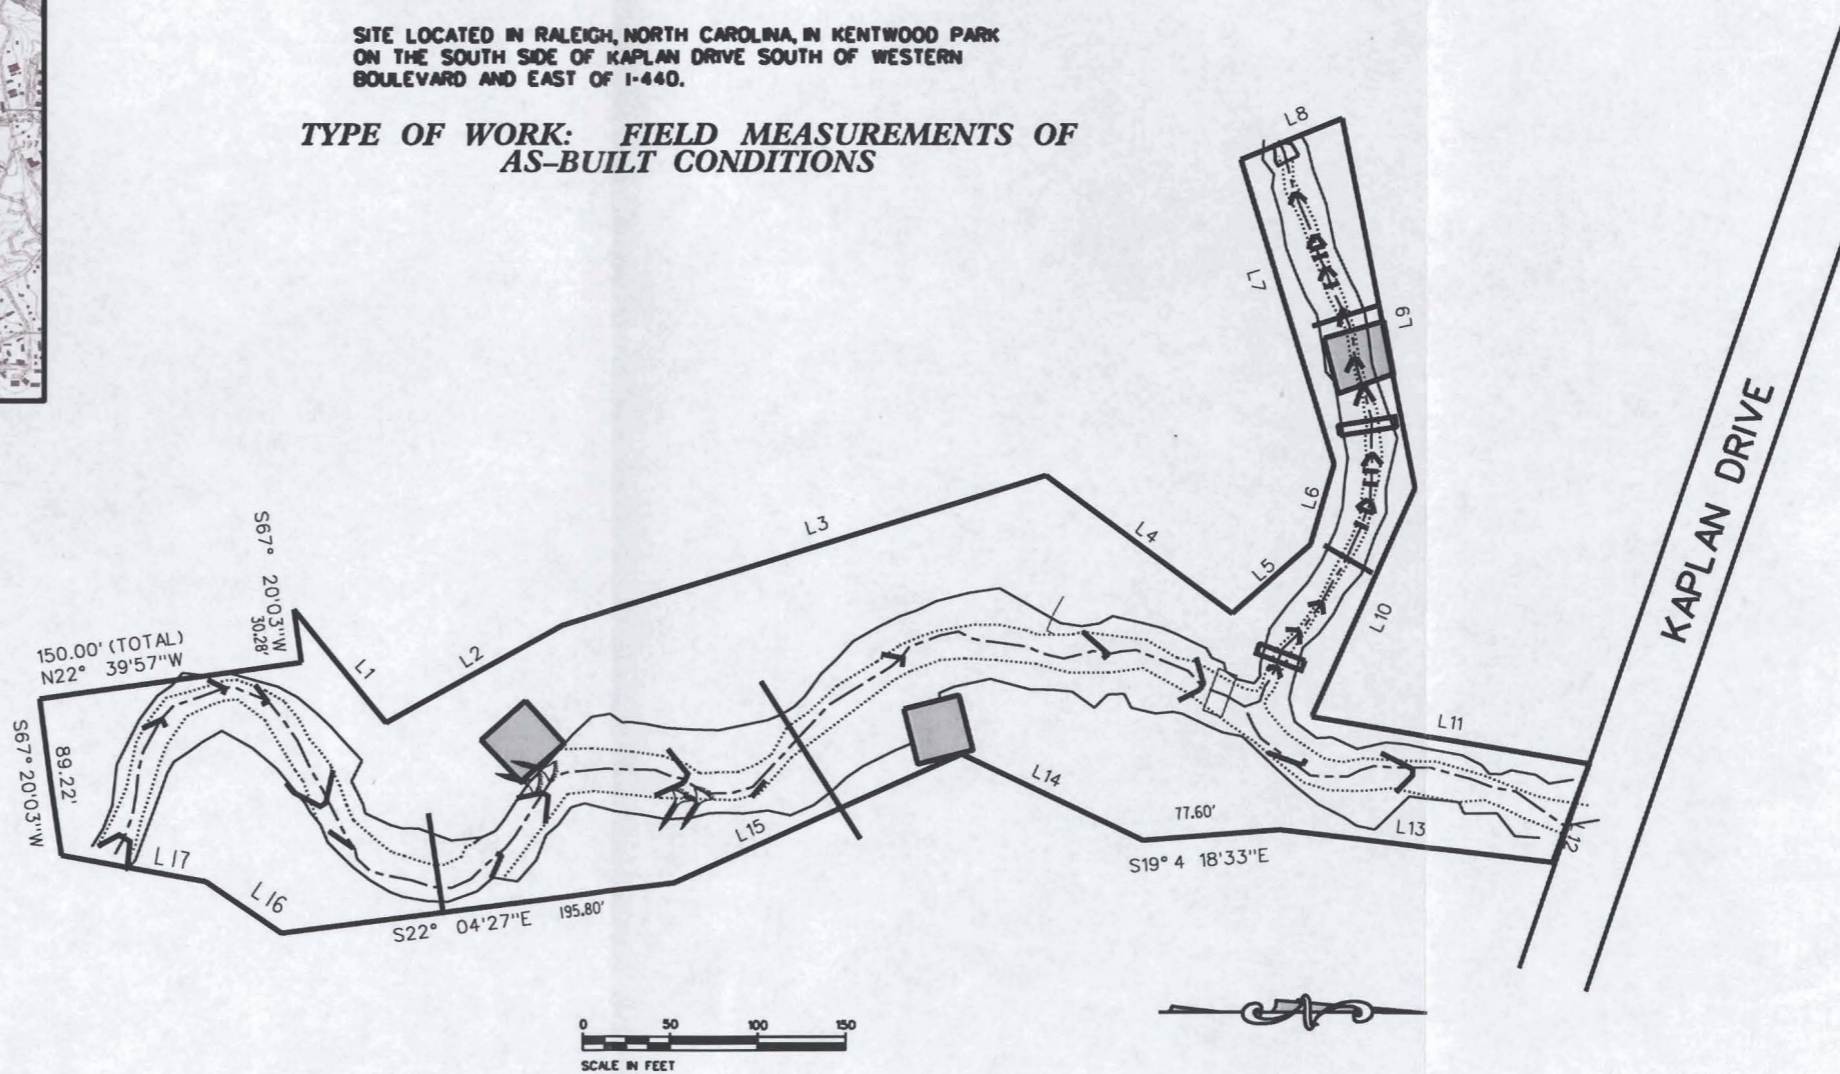 SITE LOCATED IN RALEIGH, NORTH CAROLINA, IN KENTWOOD PARK
ON THE SOUTH SIDE OF KAPLAN DRIVE SOUTH OF WESTERN
BOULEVARD AND EAST OF I-440.
TYPE OF WORK: FIELD MEASUREMENTS OF
AS-BUILT CONDITIONS
L8
L7
L9
L6
L5
L4
L3
L10
KAPLAN DRIVE
S67° 20'03"W
30.28'
150.00' (TOTAL)
N22° 39'57"W
L1
L2
S67° 20'03"W
89.22'
L11
L17
L16
L15
L14
77.60'
L13
L12
S19° 4 18'33"E
S22° 04'27"E 195.80'
0 50 100 150
SCALE IN FEET